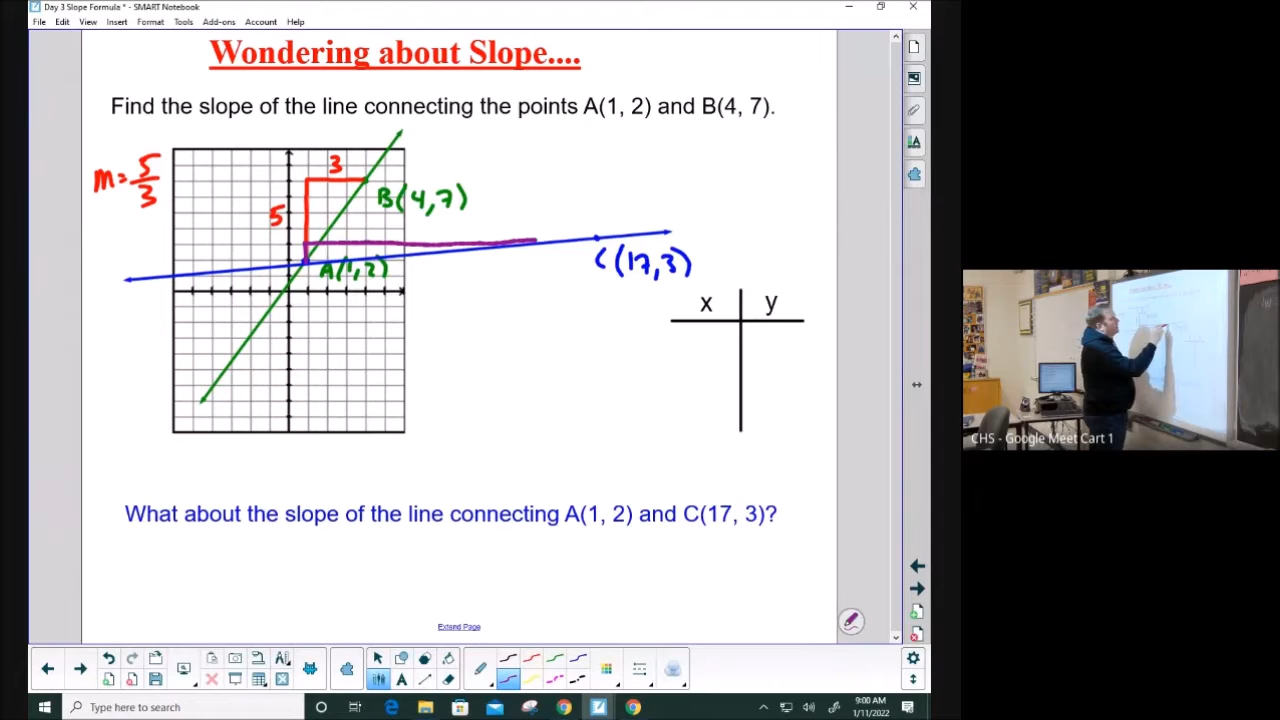 Day 3 Slope Formula * - SMART Notebook
File Edit View Insert Format Tools Add-ons Account Help
Wondering about Slope....
Find the slope of the line connecting the points A(1, 2) and B(4, 7).
m=5/3
3
5
B(4,7)
A(1,2)
C(17,3)
x y
What about the slope of the line connecting A(1, 2) and C(17, 3)?
Extend Page
CHS - Google Meet Cart 1
Type here to search
9:00 AM
1/11/2022